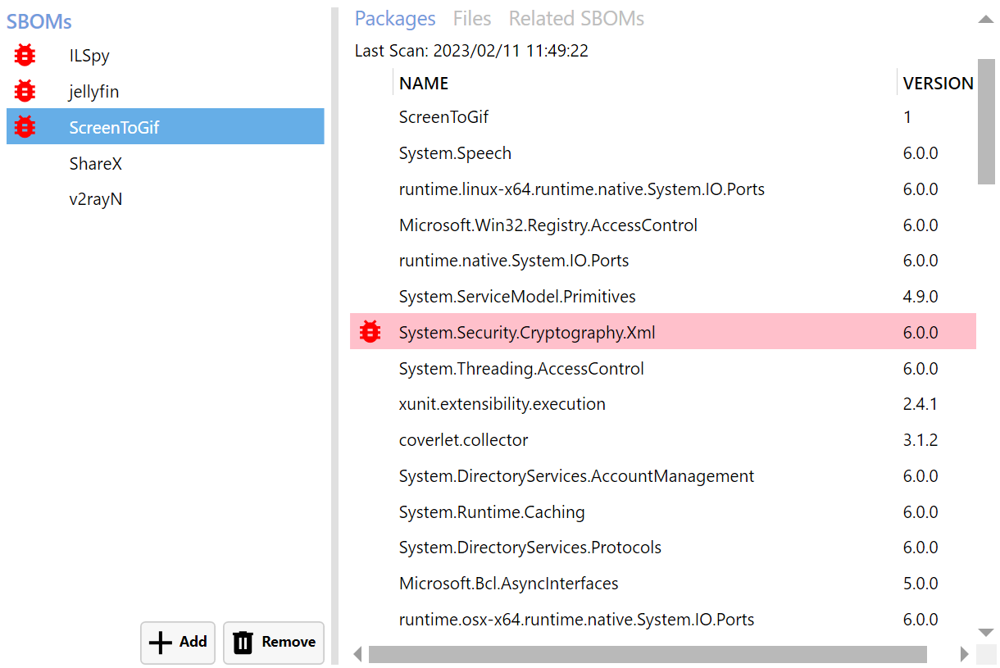 SBOMs
ILSpy
jellyfin
ScreenToGif
ShareX
v2rayN
Add Remove
Packages Files Related SBOMs
Last Scan: 2023/02/11 11:49:22
NAME VERSION
ScreenToGif 1
System.Speech 6.0.0
runtime.linux-x64.runtime.native.System.IO.Ports 6.0.0
Microsoft.Win32.Registry.AccessControl 6.0.0
runtime.native.System.IO.Ports 6.0.0
System.ServiceModel.Primitives 4.9.0
System.Security.Cryptography.Xml 6.0.0
System.Threading.AccessControl 6.0.0
xunit.extensibility.execution 2.4.1
coverlet.collector 3.1.2
System.DirectoryServices.AccountManagement 6.0.0
System.Runtime.Caching 6.0.0
System.DirectoryServices.Protocols 6.0.0
Microsoft.Bcl.AsyncInterfaces 5.0.0
runtime.osx-x64.runtime.native.System.IO.Ports 6.0.0